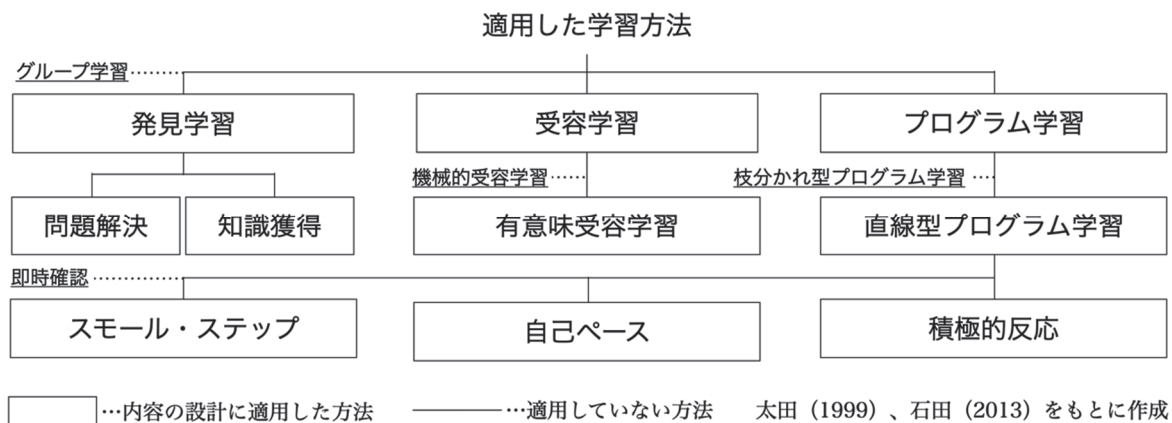 適用した学習方法
グループ学習
発見学習
受容学習
プログラム学習
機械的受容学習
枝分かれ型プログラム学習
問題解決
知識獲得
有意味受容学習
直線型プログラム学習
即時確認
スモール・ステップ
自己ペース
積極的反応
…内容の設計に適用した方法
…適用していない方法
太田（1999）、石田（2013）をもとに作成